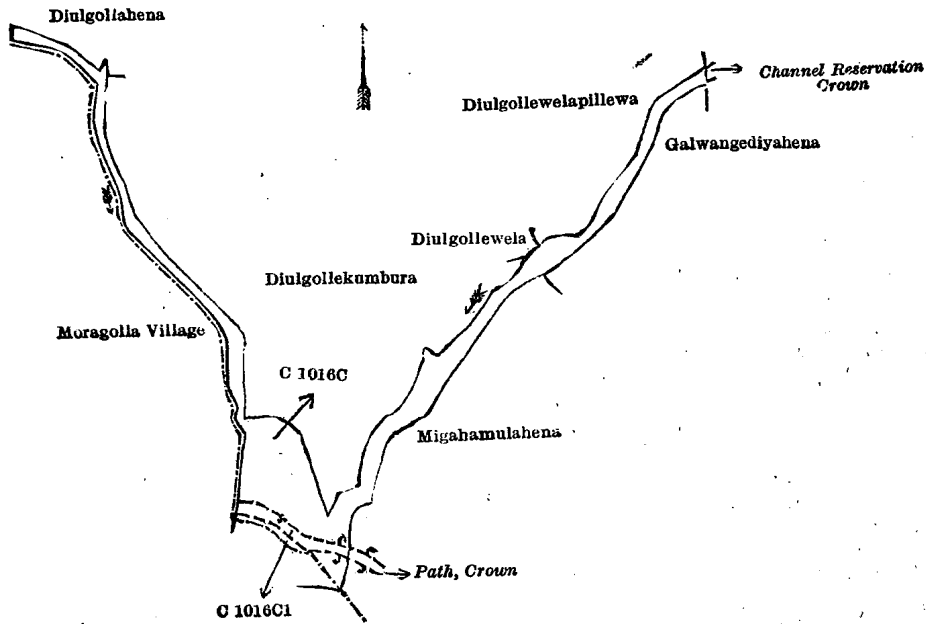 Diulgollahena
Channel Reservation
Crown
Diulgollewelapillewa
Galwangediyahena
Diulgollewela
Diulgollekumbura
Moragolla Village
C 1016C
Migahamulahena
Path, Crown
C 1016C1